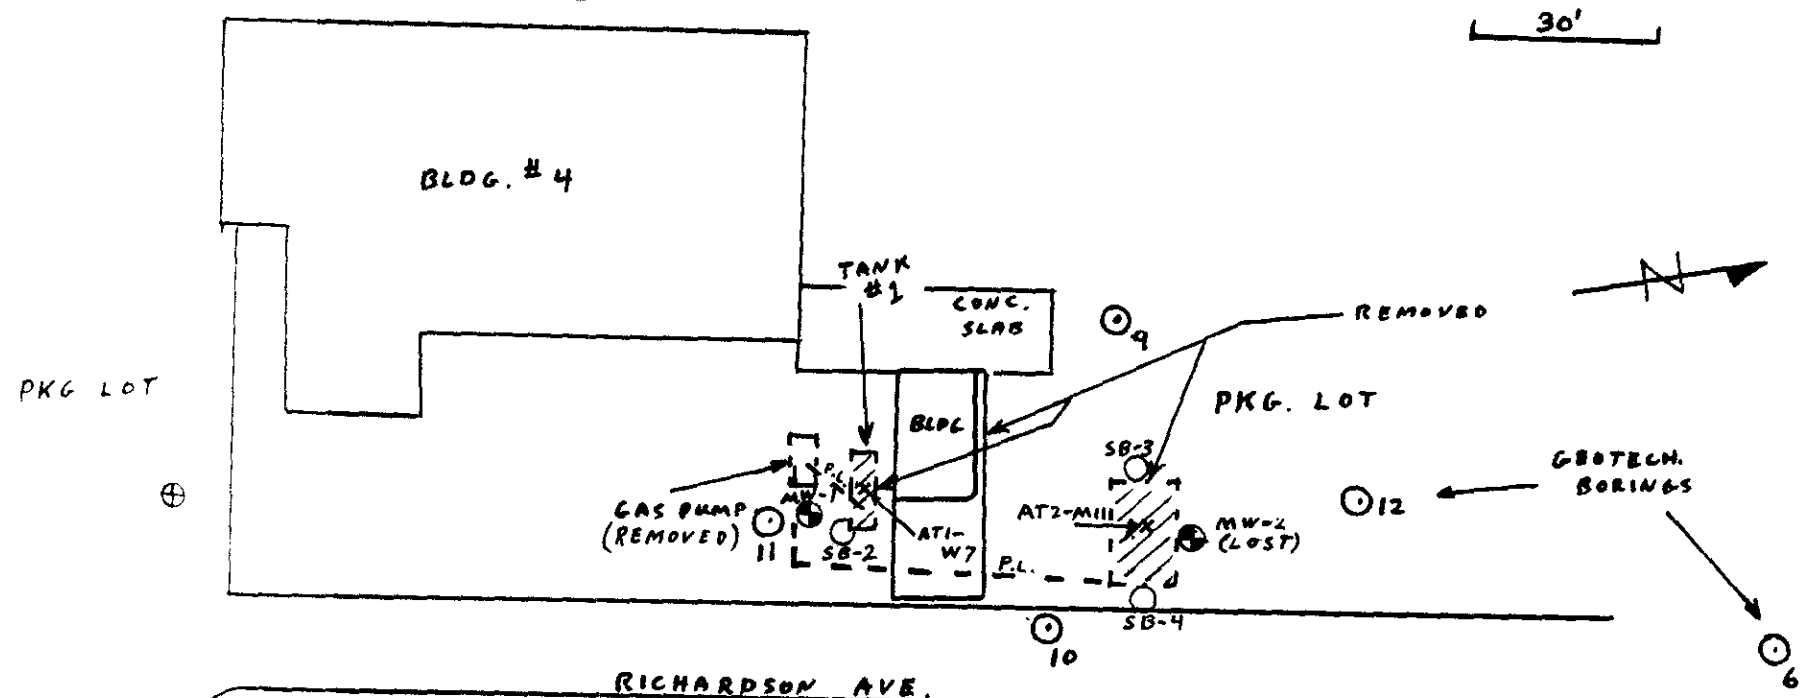 30'
BLDG. #4
TANK
#1
CONC.
SLAB
9
REMOVED
N
PKG LOT
PKG. LOT
BLDG
SB-3
GEOTECH.
BORINGS
P.L.
MW-1
GAS PUMP
(REMOVED)
11
SB-2
AT1-
W7
AT2-M111
MW-2
(LOST)
12
P.L.
SB-4
10
6
RICHARDSON AVE.